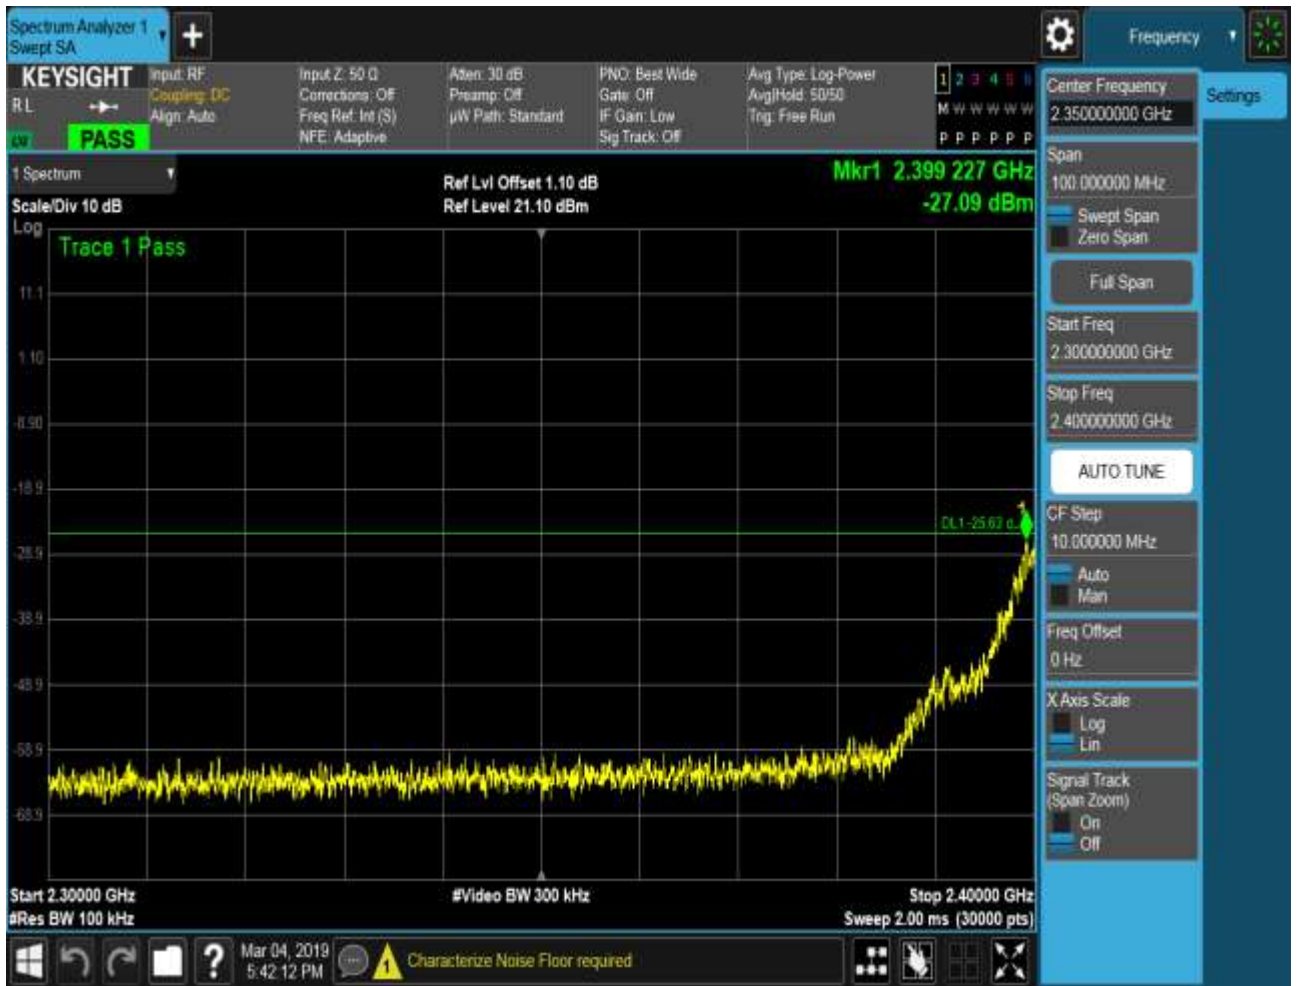 Spectrum Analyzer 1
Swept SA
+
Frequency
KEYSIGHT
R L
PASS
Input: RF
Coupling: DC
Align: Auto
Input Z: 50 Ω
Corrections: Off
Freq Ref: Int (S)
NFE: Adaptive
Atten: 30 dB
Preamp: Off
µW Path: Standard
PNO: Best Wide
Gate: Off
IF Gain: Low
Sig Track: Off
Avg Type: Log-Power
Avg|Hold: 50/50
Trig: Free Run
1 2 3 4 5 6
M W W W W W
P P P P P P
1 Spectrum
Scale/Div 10 dB
Ref Lvl Offset 1.10 dB
Ref Level 21.10 dBm
Mkr1 2.399 227 GHz
-27.09 dBm
Log
Trace 1 Pass
11.1
1.10
-8.90
-18.9
-28.9
-38.9
-48.9
-58.9
-68.9
DL1 -25.63 d...
Start 2.30000 GHz
#Res BW 100 kHz
#Video BW 300 kHz
Stop 2.40000 GHz
Sweep 2.00 ms (30000 pts)
Center Frequency
2.350000000 GHz
Settings
Span
100.000000 MHz
Swept Span
Zero Span
Full Span
Start Freq
2.300000000 GHz
Stop Freq
2.400000000 GHz
AUTO TUNE
CF Step
10.000000 MHz
Auto
Man
Freq Offset
0 Hz
X Axis Scale
Log
Lin
Signal Track
(Span Zoom)
On
Off
?
Mar 04, 2019
5:42:12 PM
1
Characterize Noise Floor required